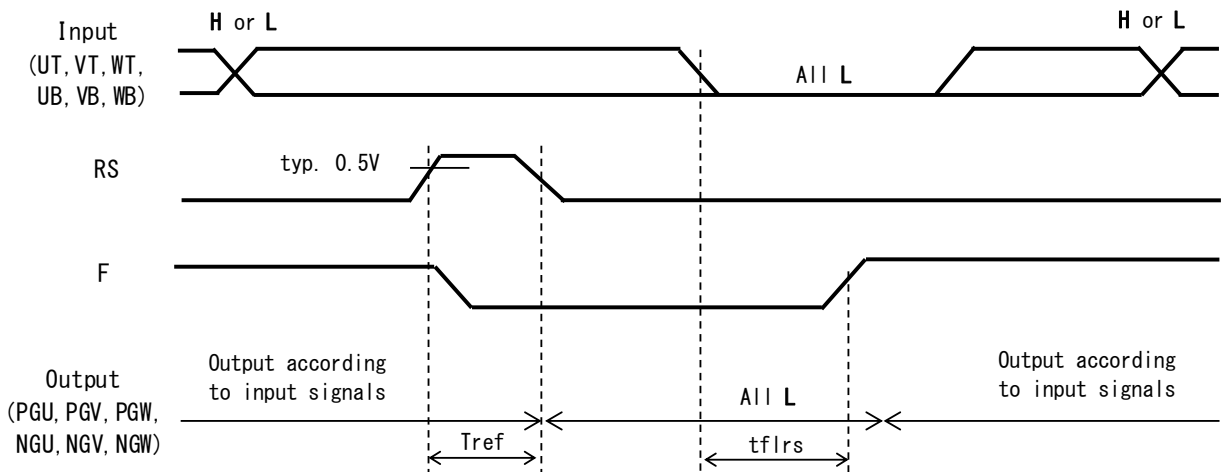 Input
(UT, VT, WT,
UB, VB, WB)
H or L
All L
H or L
RS
typ. 0.5V
F
Output
(PGU, PGV, PGW,
NGU, NGV, NGW)
Output according
to input signals
All L
Output according
to input signals
Tref
tflrs